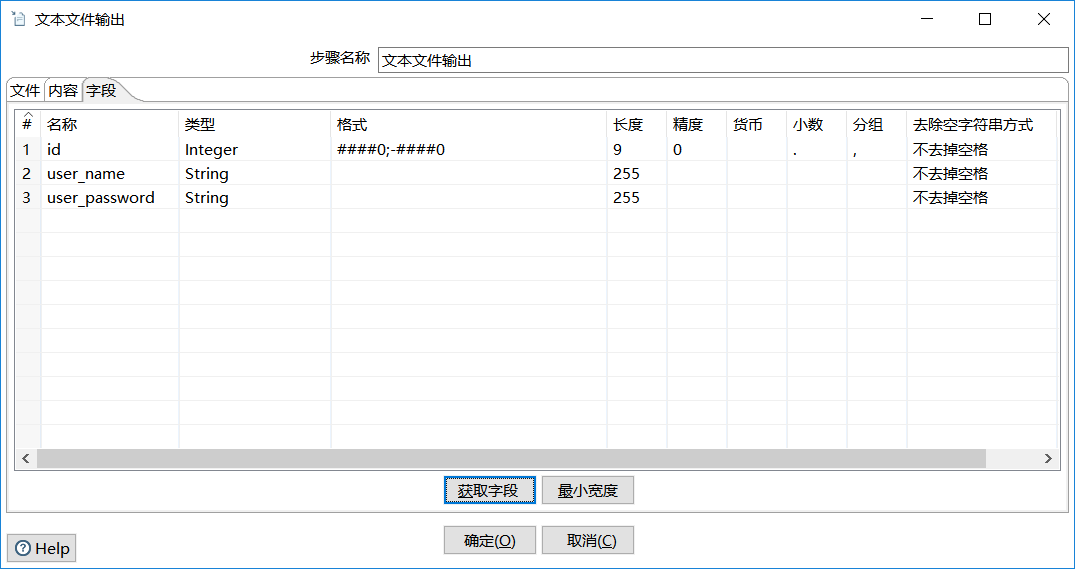 文本文件输出
步骤名称 文本文件输出
文件 内容 字段
# 名称 类型 格式 长度 精度 货币 小数 分组 去除空字符串方式
1 id Integer ####0;-####0 9 0 . , 不去掉空格
2 user_name String 255 不去掉空格
3 user_password String 255 不去掉空格
获取字段 最小宽度
确定(O) 取消(C)
Help